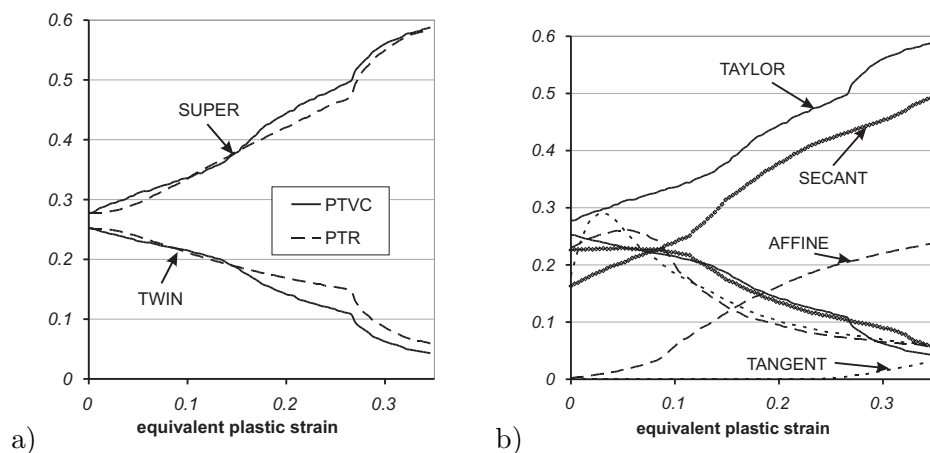 0.6
0.5
0.4
0.3
0.2
0.1
0
SUPER
PTVC
PTR
TWIN
0 0.1 0.2 0.3
equivalent plastic strain
a)
0.6
0.5
0.4
0.3
0.2
0.1
0
TAYLOR
SECANT
AFFINE
TANGENT
0 0.1 0.2 0.3
equivalent plastic strain
b)